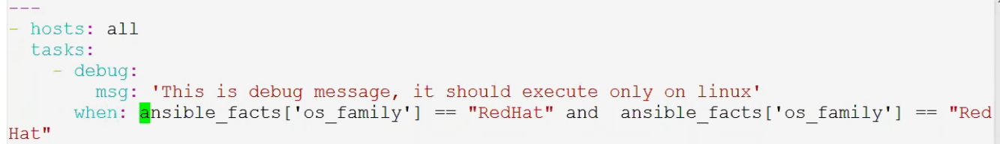 ---
- hosts: all
  tasks:
    - debug:
        msg: 'This is debug message, it should execute only on linux'
      when: ansible_facts['os_family'] == "RedHat" and  ansible_facts['os_family'] == "Red
Hat"